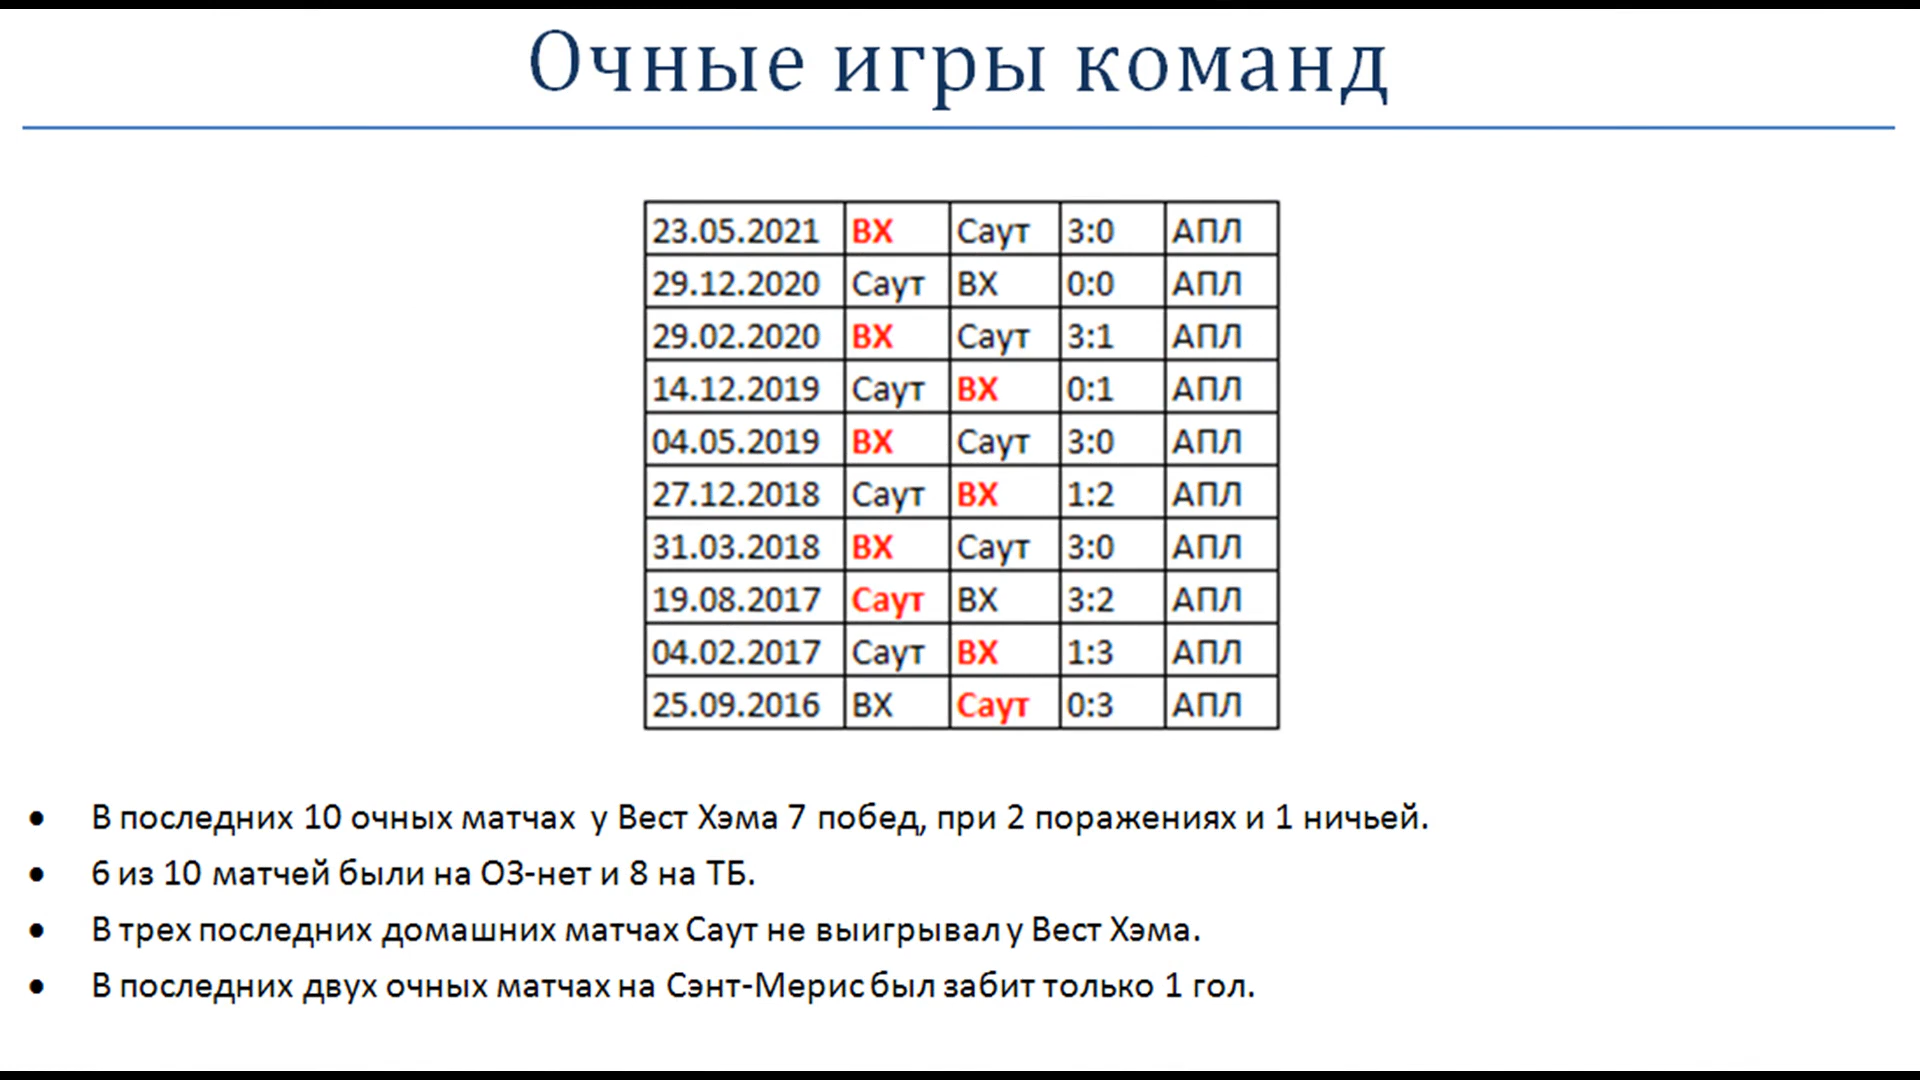 Очные игры команд
23.05.2021 ВХ Саут 3:0 АПЛ
29.12.2020 Саут ВХ 0:0 АПЛ
29.02.2020 ВХ Саут 3:1 АПЛ
14.12.2019 Саут ВХ 0:1 АПЛ
04.05.2019 ВХ Саут 3:0 АПЛ
27.12.2018 Саут ВХ 1:2 АПЛ
31.03.2018 ВХ Саут 3:0 АПЛ
19.08.2017 Саут ВХ 3:2 АПЛ
04.02.2017 Саут ВХ 1:3 АПЛ
25.09.2016 ВХ Саут 0:3 АПЛ
• В последних 10 очных матчах у Вест Хэма 7 побед, при 2 поражениях и 1 ничьей.
• 6 из 10 матчей были на ОЗ-нет и 8 на ТБ.
• В трех последних домашних матчах Саут не выигрывал у Вест Хэма.
• В последних двух очных матчах на Сэнт-Мерис был забит только 1 гол.